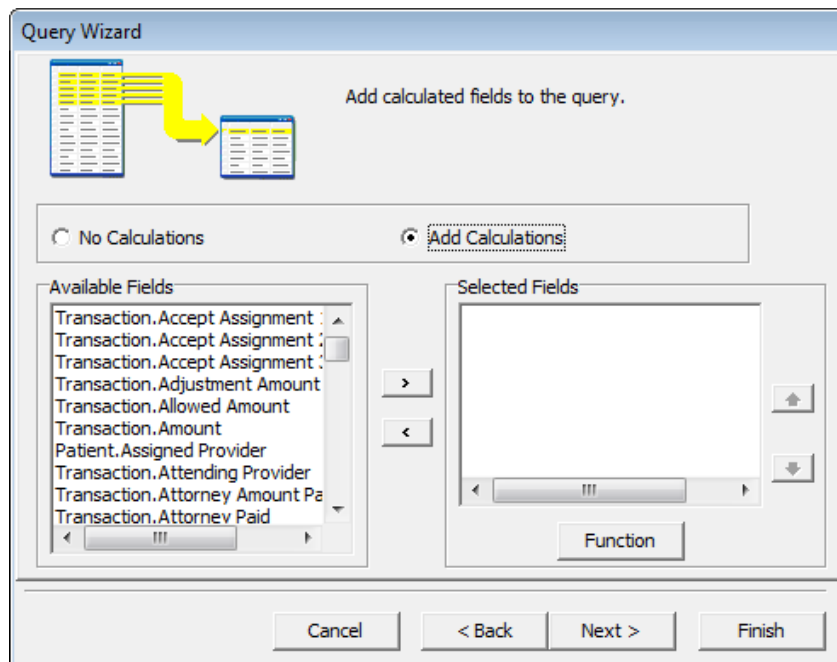 Query Wizard
Add calculated fields to the query.
No Calculations
Add Calculations
Available Fields
Transaction.Accept Assignment
Transaction.Accept Assignment
Transaction.Accept Assignment
Transaction.Adjustment Amount
Transaction.Allowed Amount
Transaction.Amount
Patient.Assigned Provider
Transaction.Attending Provider
Transaction.Attorney Amount Pa
Transaction.Attorney Paid
>
<
Selected Fields
Function
Cancel
< Back
Next >
Finish